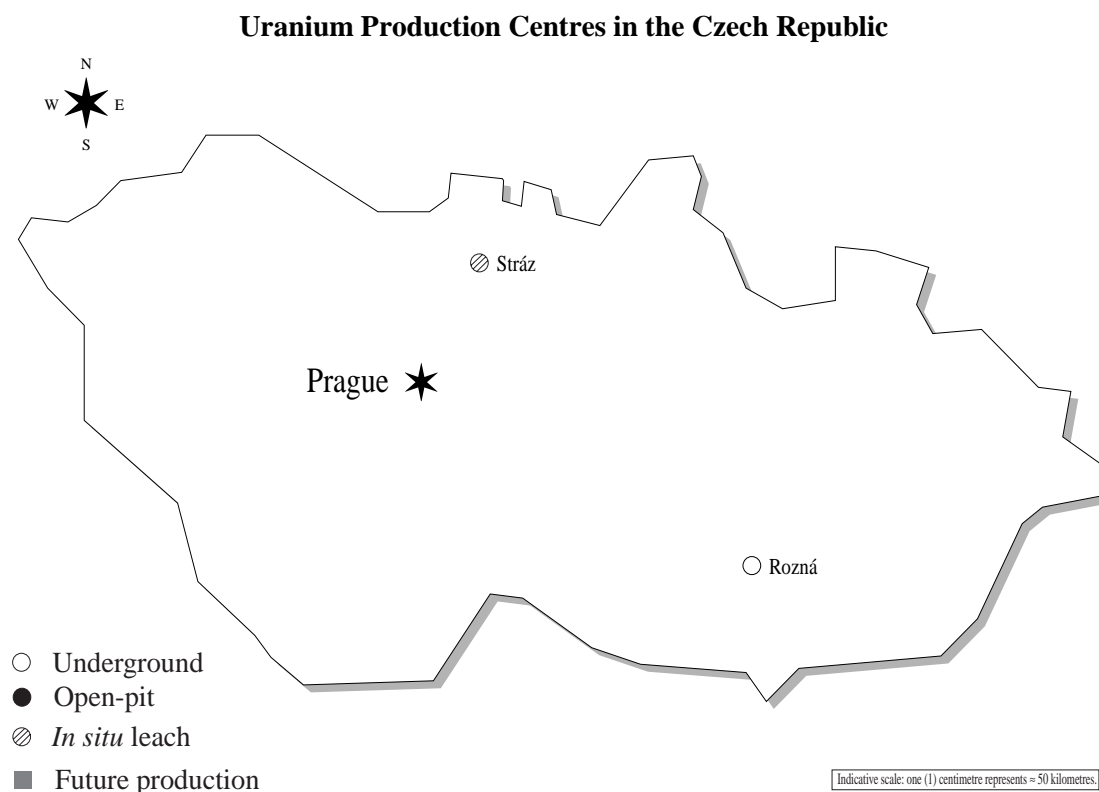 Uranium Production Centres in the Czech Republic
N
W E
S
Stráz
Prague
Rozná
Underground
Open-pit
In situ leach
Future production
Indicative scale: one (1) centimetre represents ≈ 50 kilometres.